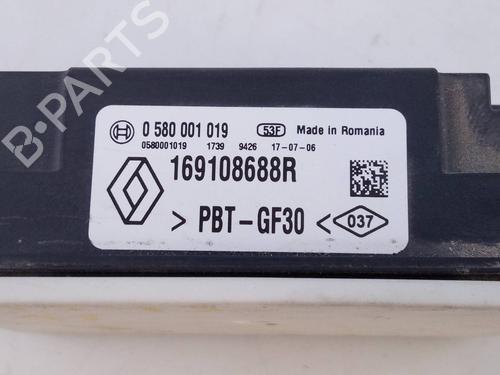 B-PARTS
0 580 001 019 53F Made in Romania
0580001019 1739 9426 17-07-06
169108688R
> PBT-GF30 < 037